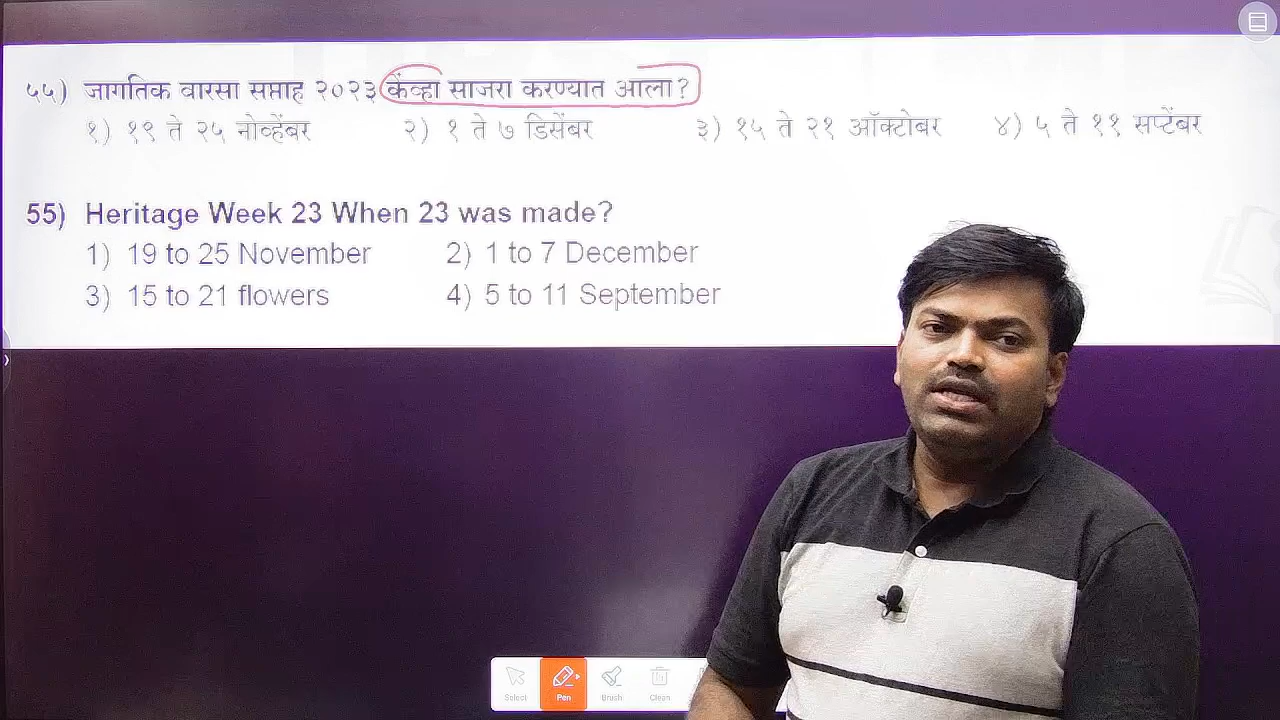 ५५) जागतिक वारसा सप्ताह २०२३ केंव्हा साजरा करण्यात आला?
१) १९ ते २५ नोव्हेंबर २) १ ते ७ डिसेंबर ३) १५ ते २१ ऑक्टोबर ४) ५ ते ११ सप्टेंबर
55) Heritage Week 23 When 23 was made?
1) 19 to 25 November 2) 1 to 7 December
3) 15 to 21 flowers 4) 5 to 11 September
Select Pen Brush Clean